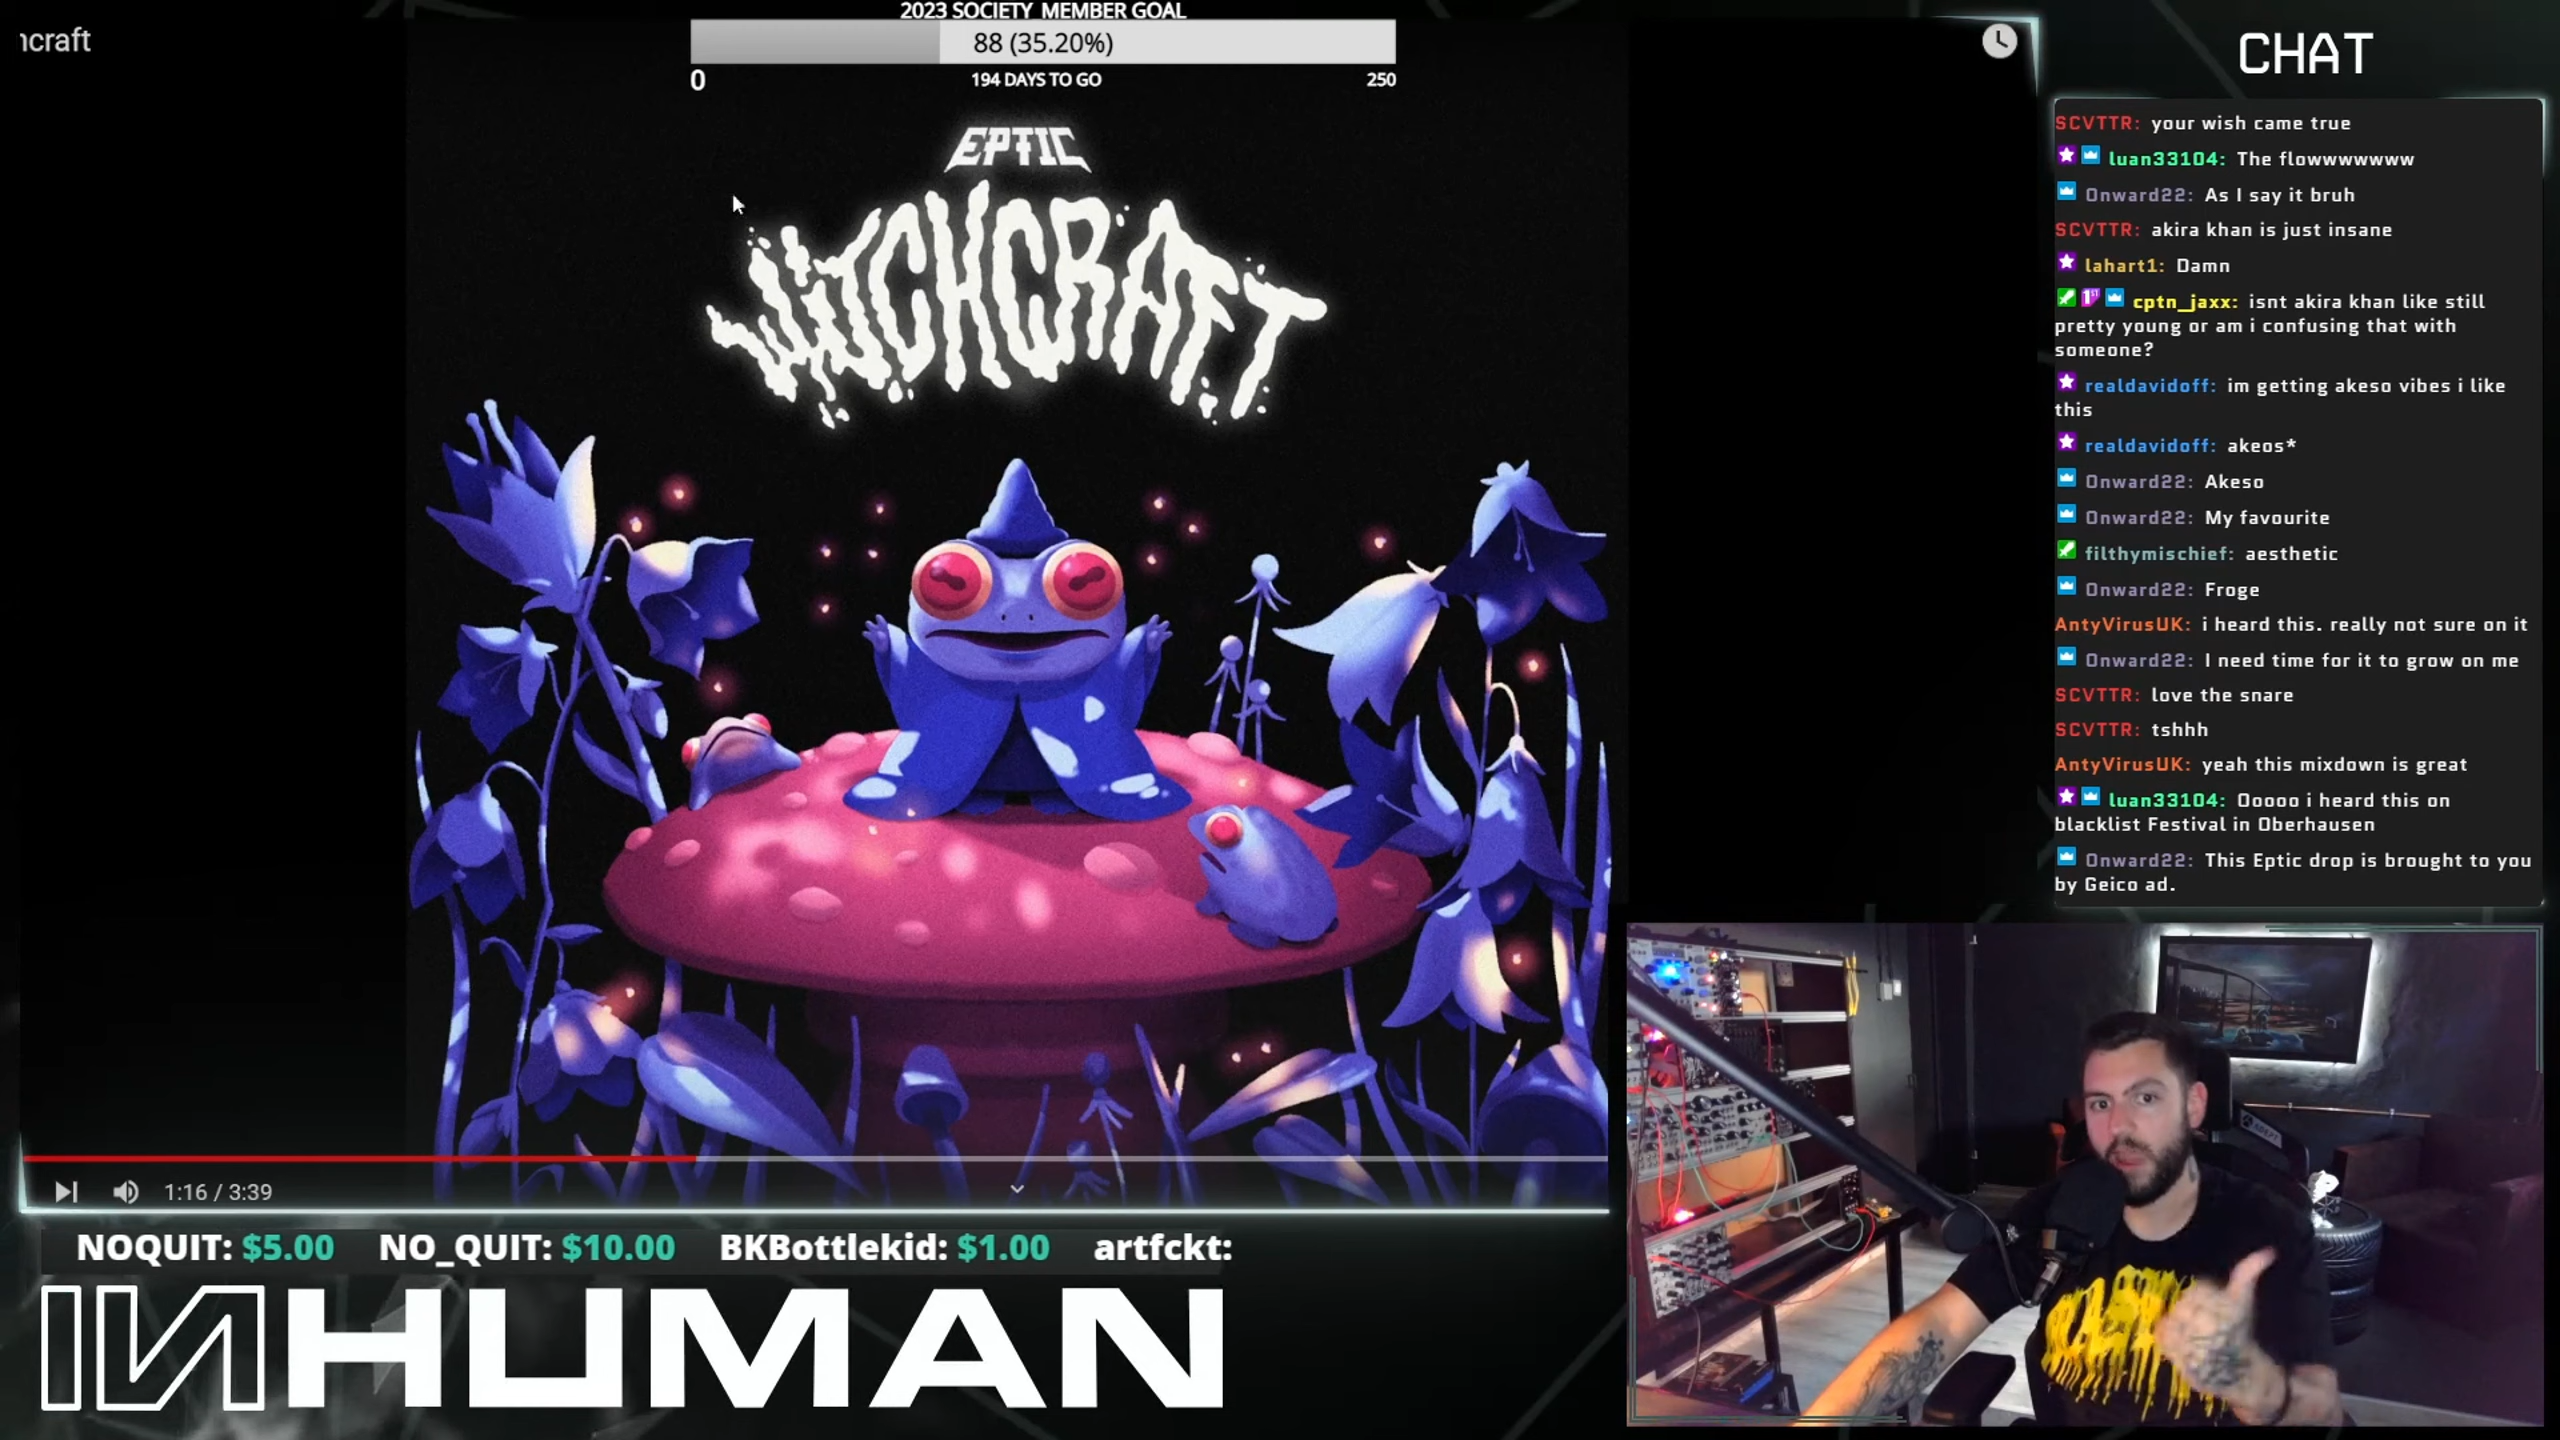 ncraft
2023 SOCIETY MEMBER GOAL
88 (35.20%)
0
194 DAYS TO GO
250
EPTIC
WITCHCRAFT
1:16 / 3:39
NOQUIT: $5.00 NO_QUIT: $10.00 BKBottlekid: $1.00 artfckt:
INHUMAN
CHAT
SCVTTR: your wish came true
luan33104: The flowwwwwww
Onward22: As I say it bruh
SCVTTR: akira khan is just insane
lahart1: Damn
cptn_jaxx: isnt akira khan like still
pretty young or am i confusing that with
someone?
realdavidoff: im getting akeso vibes i like
this
realdavidoff: akeos*
Onward22: Akeso
Onward22: My favourite
filthymischief: aesthetic
Onward22: Froge
AntyVirusUK: i heard this. really not sure on it
Onward22: I need time for it to grow on me
SCVTTR: love the snare
SCVTTR: tshhh
AntyVirusUK: yeah this mixdown is great
luan33104: Ooooo i heard this on
blacklist Festival in Oberhausen
Onward22: This Eptic drop is brought to you
by Geico ad.